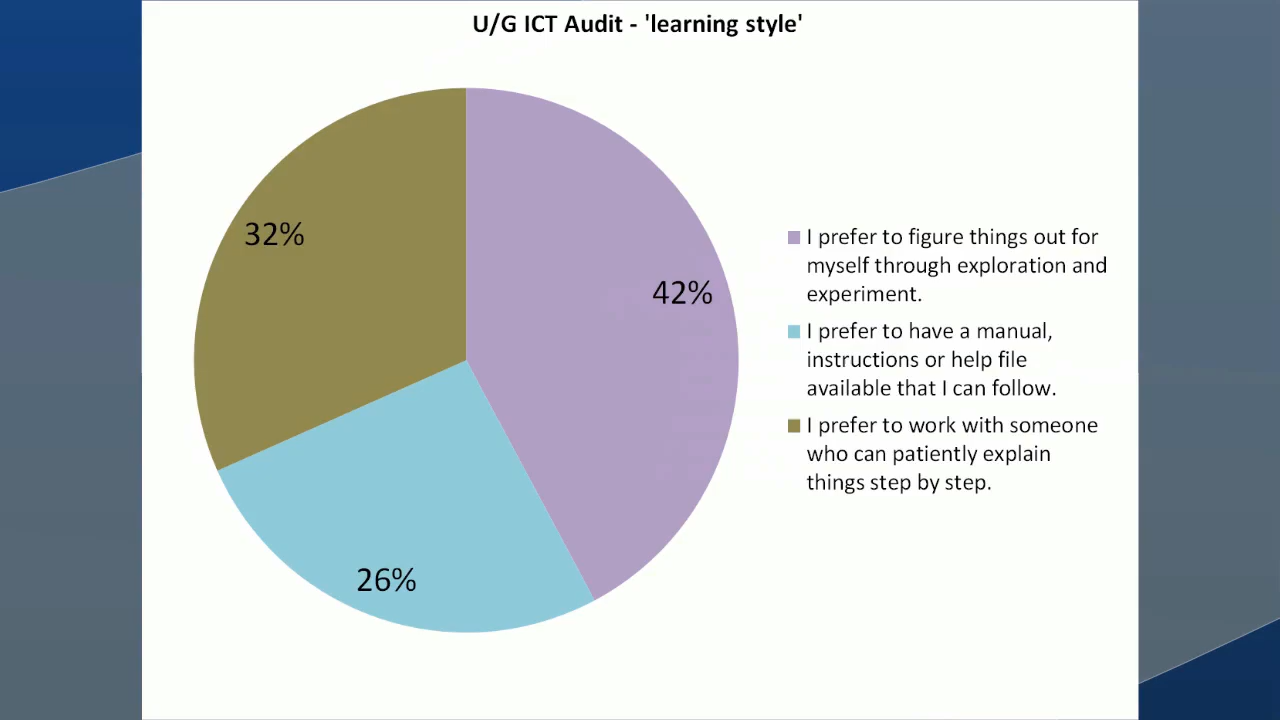 U/G ICT Audit - 'learning style'
32%
42%
26%
I prefer to figure things out for
myself through exploration and
experiment.
I prefer to have a manual,
instructions or help file
available that I can follow.
I prefer to work with someone
who can patiently explain
things step by step.